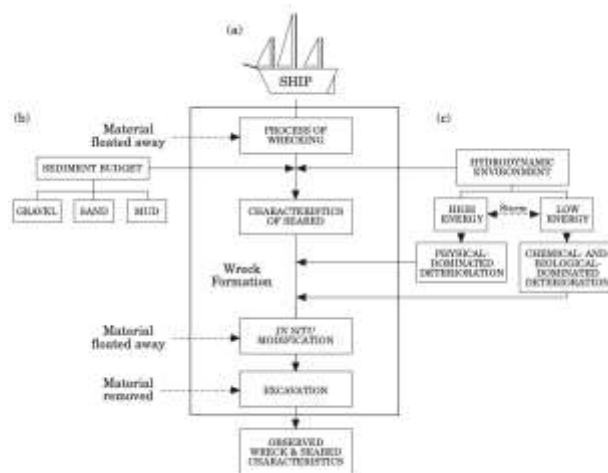 (a)
SHIP
(b)
Material
floated away
PROCESS OF
WRECKING
(c)
SEDIMENT BUDGET
HYDRODYNAMIC
ENVIRONMENT
GRAVEL
SAND
MUD
CHARACTERISTICS
OF SEABED
HIGH
ENERGY
Storm
LOW
ENERGY
Wreck
Formation
PHYSICAL-
DOMINATED
DETERIORATION
CHEMICAL- AND
BIOLOGICAL-
DOMINATED
DETERIORATION
Material
floated away
IN SITU
MODIFICATION
Material
removed
EXCAVATION
OBSERVED
WRECK & SEABED
CHARACTERISTICS